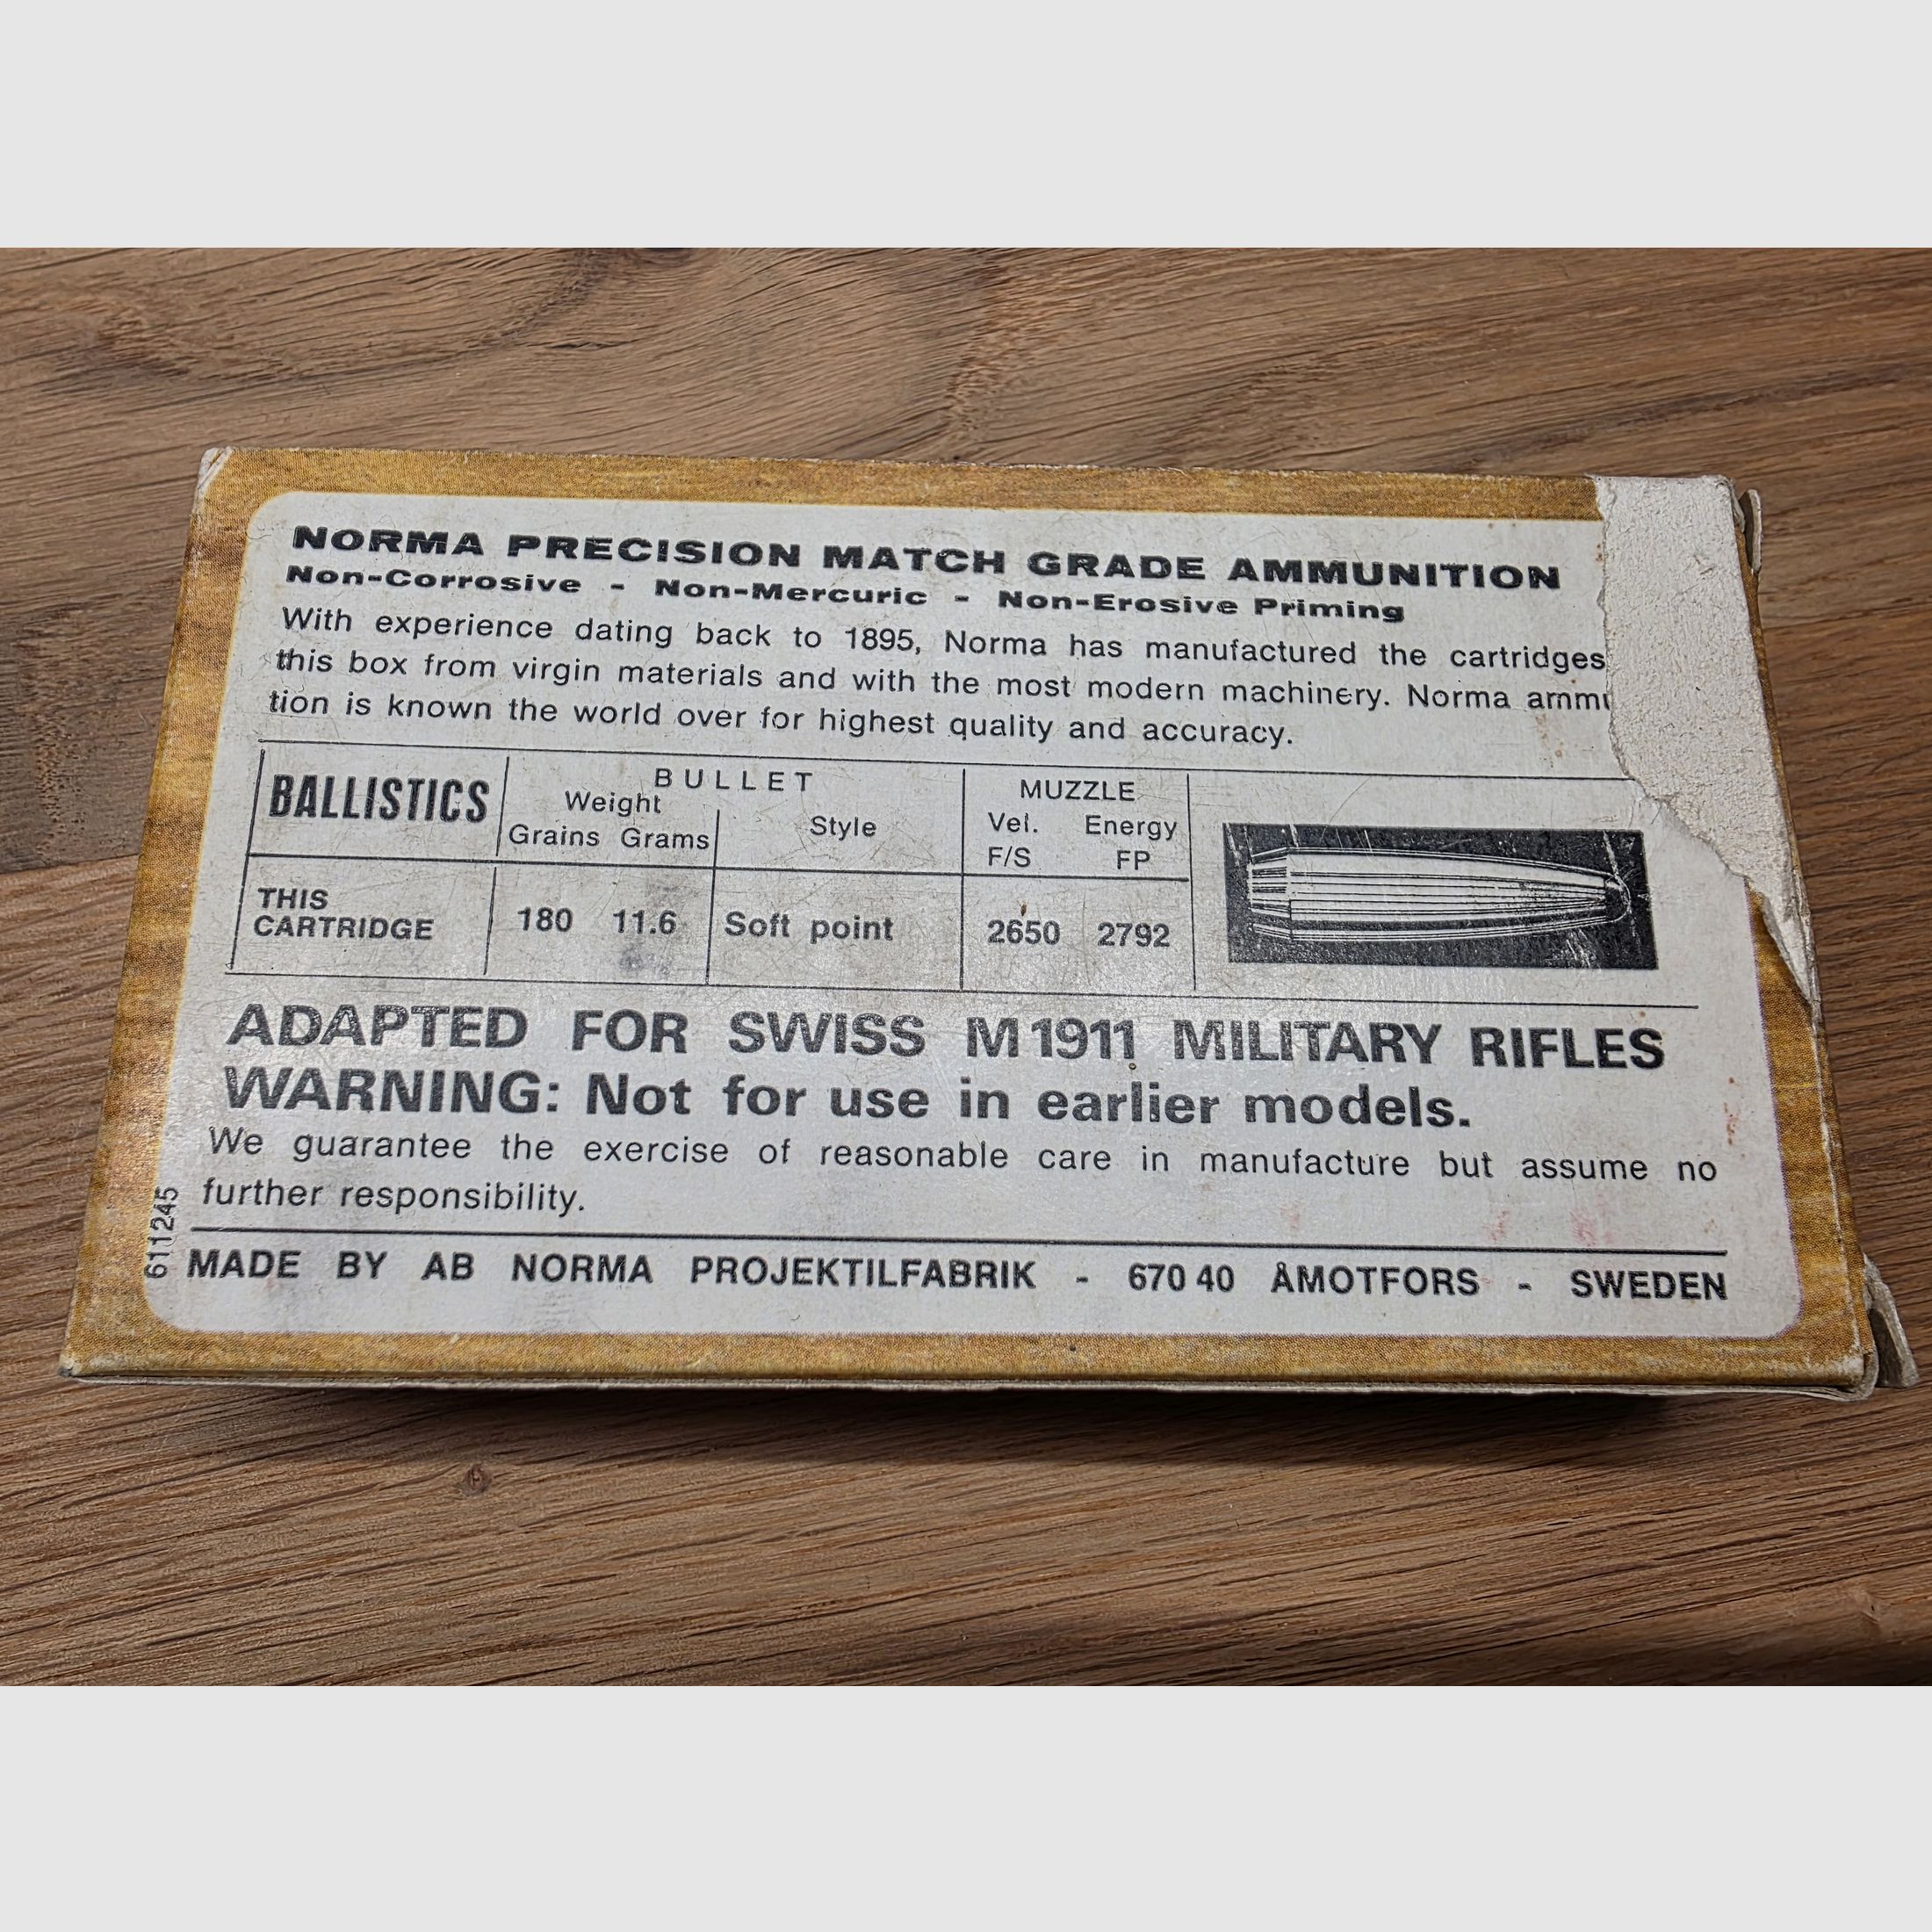 NORMA PRECISION MATCH GRADE AMMUNITION
Non-Corrosive - Non-Mercuric - Non-Erosive Priming
With experience dating back to 1895, Norma has manufactured the cartridges
this box from virgin materials and with the most modern machinery. Norma
tion is known the world over for highest quality and accuracy.
BALLISTICS
BULLET
Weight
Grains Grams
Style
MUZZLE
Vel. Energy
F/S FP
THIS
CARTRIDGE
180 11.6 Soft point 2650 2792
ADAPTED FOR SWISS M 1911 MILITARY RIFLES
WARNING: Not for use in earlier models.
We guarantee the exercise of reasonable care in manufacture but assume no
further responsibility.
611245
MADE BY AB NORMA PROJEKTILFABRIK - 670 40 ÅMOTFORS - SWEDEN